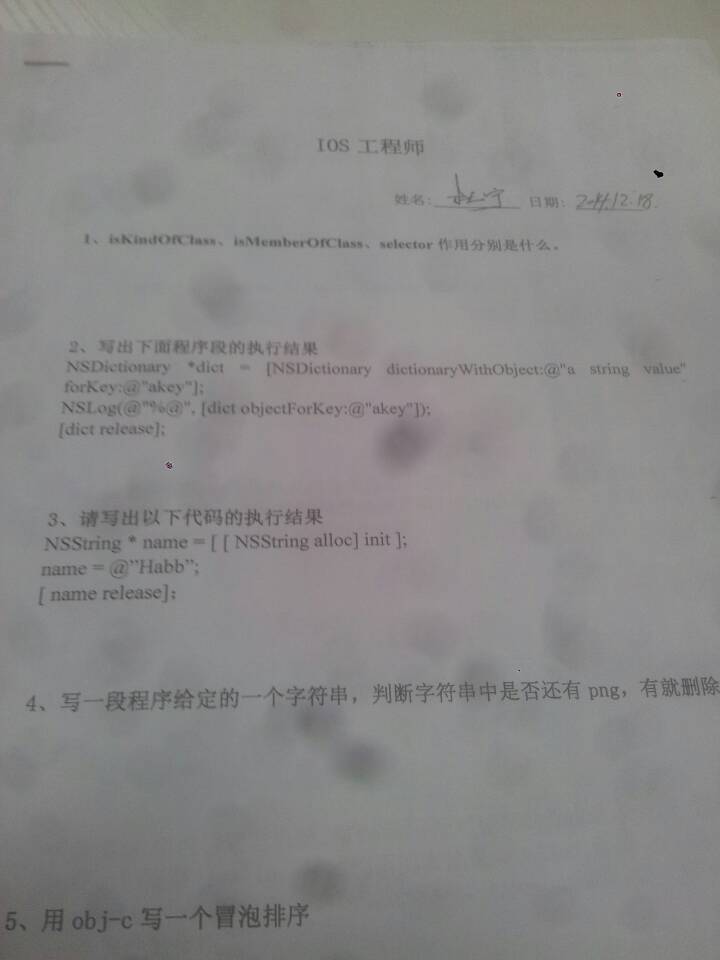 IOS 工程师
姓名: 宁 日期: 2014.12.18.
1、isKindOfClass、isMemberOfClass、selector 作用分别是什么。
2、写出下面程序段的执行结果
NSDictionary *dict = [NSDictionary dictionaryWithObject:@"a string value"
forKey:@"akey"];
NSLog(@"%@", [dict objectForKey:@"akey"]);
[dict release];
3、请写出以下代码的执行结果
NSString * name = [ [ NSString alloc] init ];
name = @”Habb”;
[ name release]；
4、写一段程序给定的一个字符串，判断字符串中是否还有 png，有就删除
5、用 obj-c 写一个冒泡排序